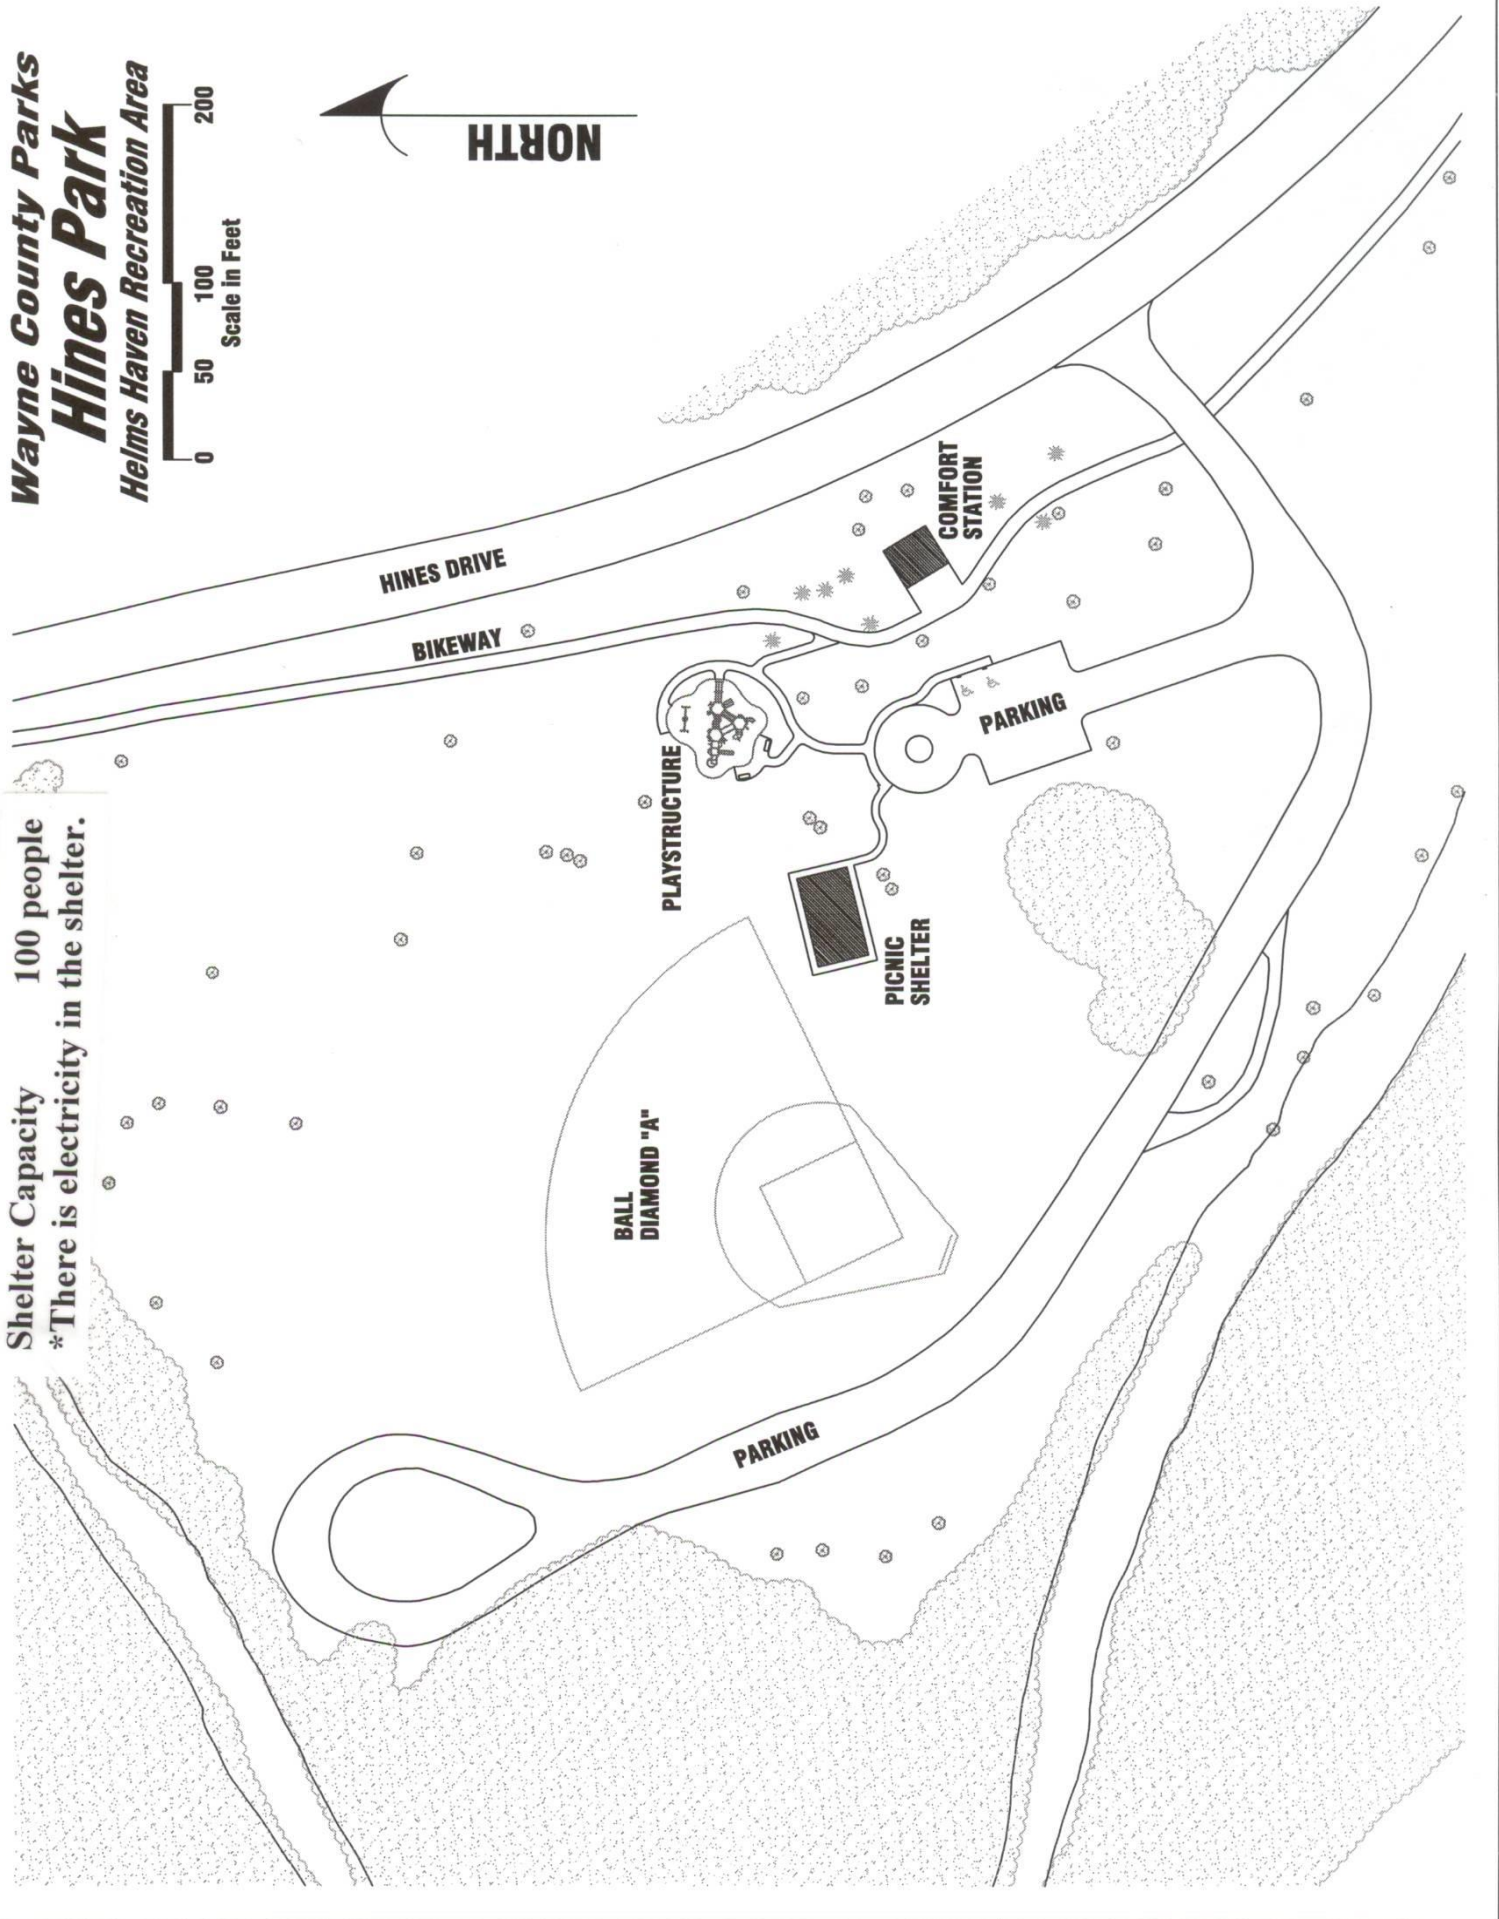 Wayne County Parks
Hines Park
Helms Haven Recreation Area
0 50 100 200
Scale in Feet
NORTH
Shelter Capacity 100 people
*There is electricity in the shelter.
HINES DRIVE
BIKEWAY
PLAYSTRUCTURE
COMFORT
STATION
PARKING
PICNIC
SHELTER
BALL
DIAMOND "A"
PARKING